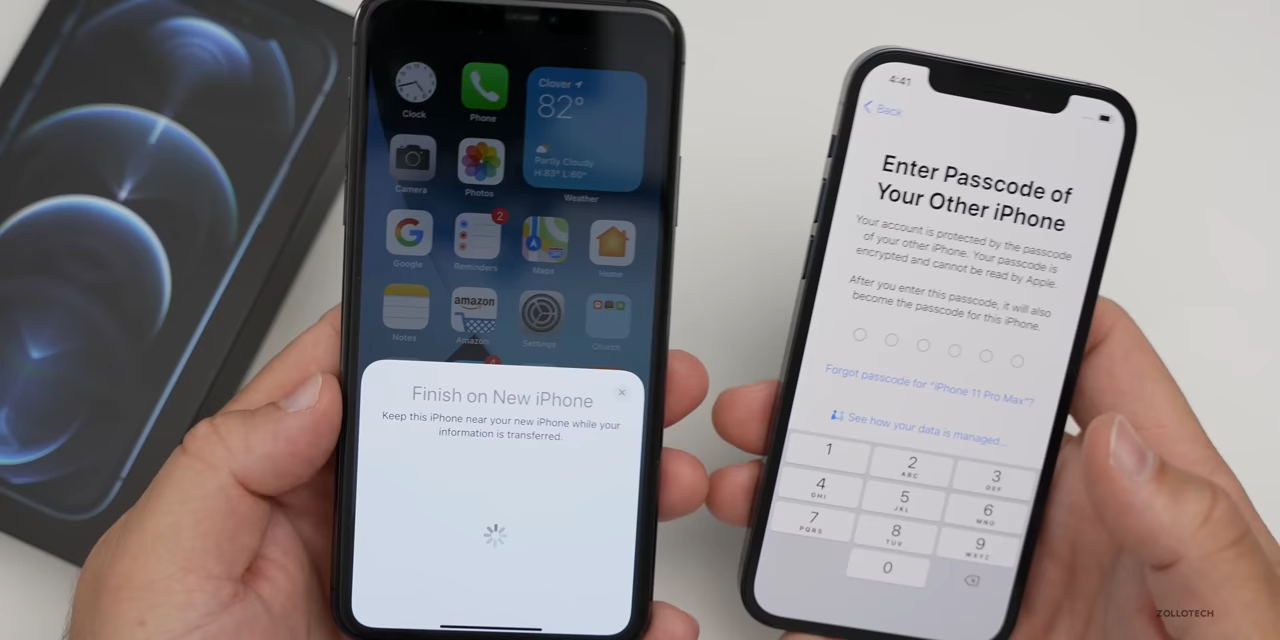 Clock
Phone
Clover
82°
Partly Cloudy
H:83° L:60°
Weather
Camera
Photos
2
Google
Reminders
Maps
Home
Notes
amazon
Amazon
Settings
Church
4
Finish on New iPhone
Keep this iPhone near your new iPhone while your
information is transferred.
4:41
Back
Enter Passcode of
Your Other iPhone
Your account is protected by the passcode
of your other iPhone. Your passcode is
encrypted and cannot be read by Apple.
After you enter this passcode, it will also
become the passcode for this iPhone.
Forgot passcode for "iPhone 11 Pro Max"?
See how your data is managed...
1
2
ABC
3
DEF
4
GHI
5
JKL
6
MNO
7
PQRS
8
TUV
9
WXYZ
0
ZOLLOTECH